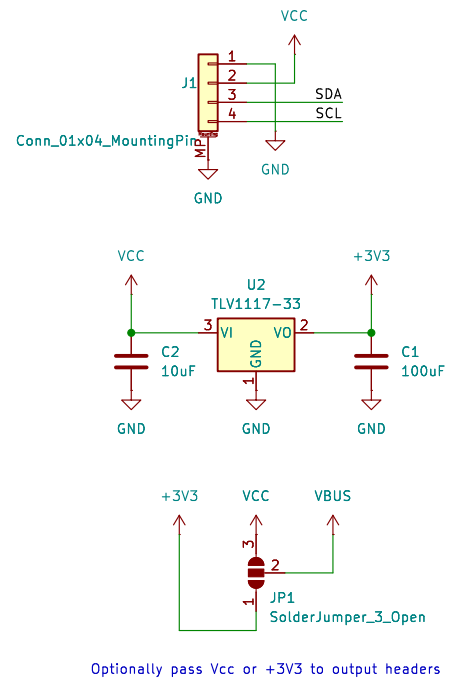 VCC
J1
1
2
3
4
SDA
SCL
Conn_01x04_MountingPin
MP
GND
GND
VCC
+3V3
U2
TLV1117-33
3
VI
VO
2
GND
1
C2
10uF
C1
100uF
GND
GND
GND
+3V3
VCC
VBUS
3
2
1
JP1
SolderJumper_3_Open
Optionally pass Vcc or +3V3 to output headers